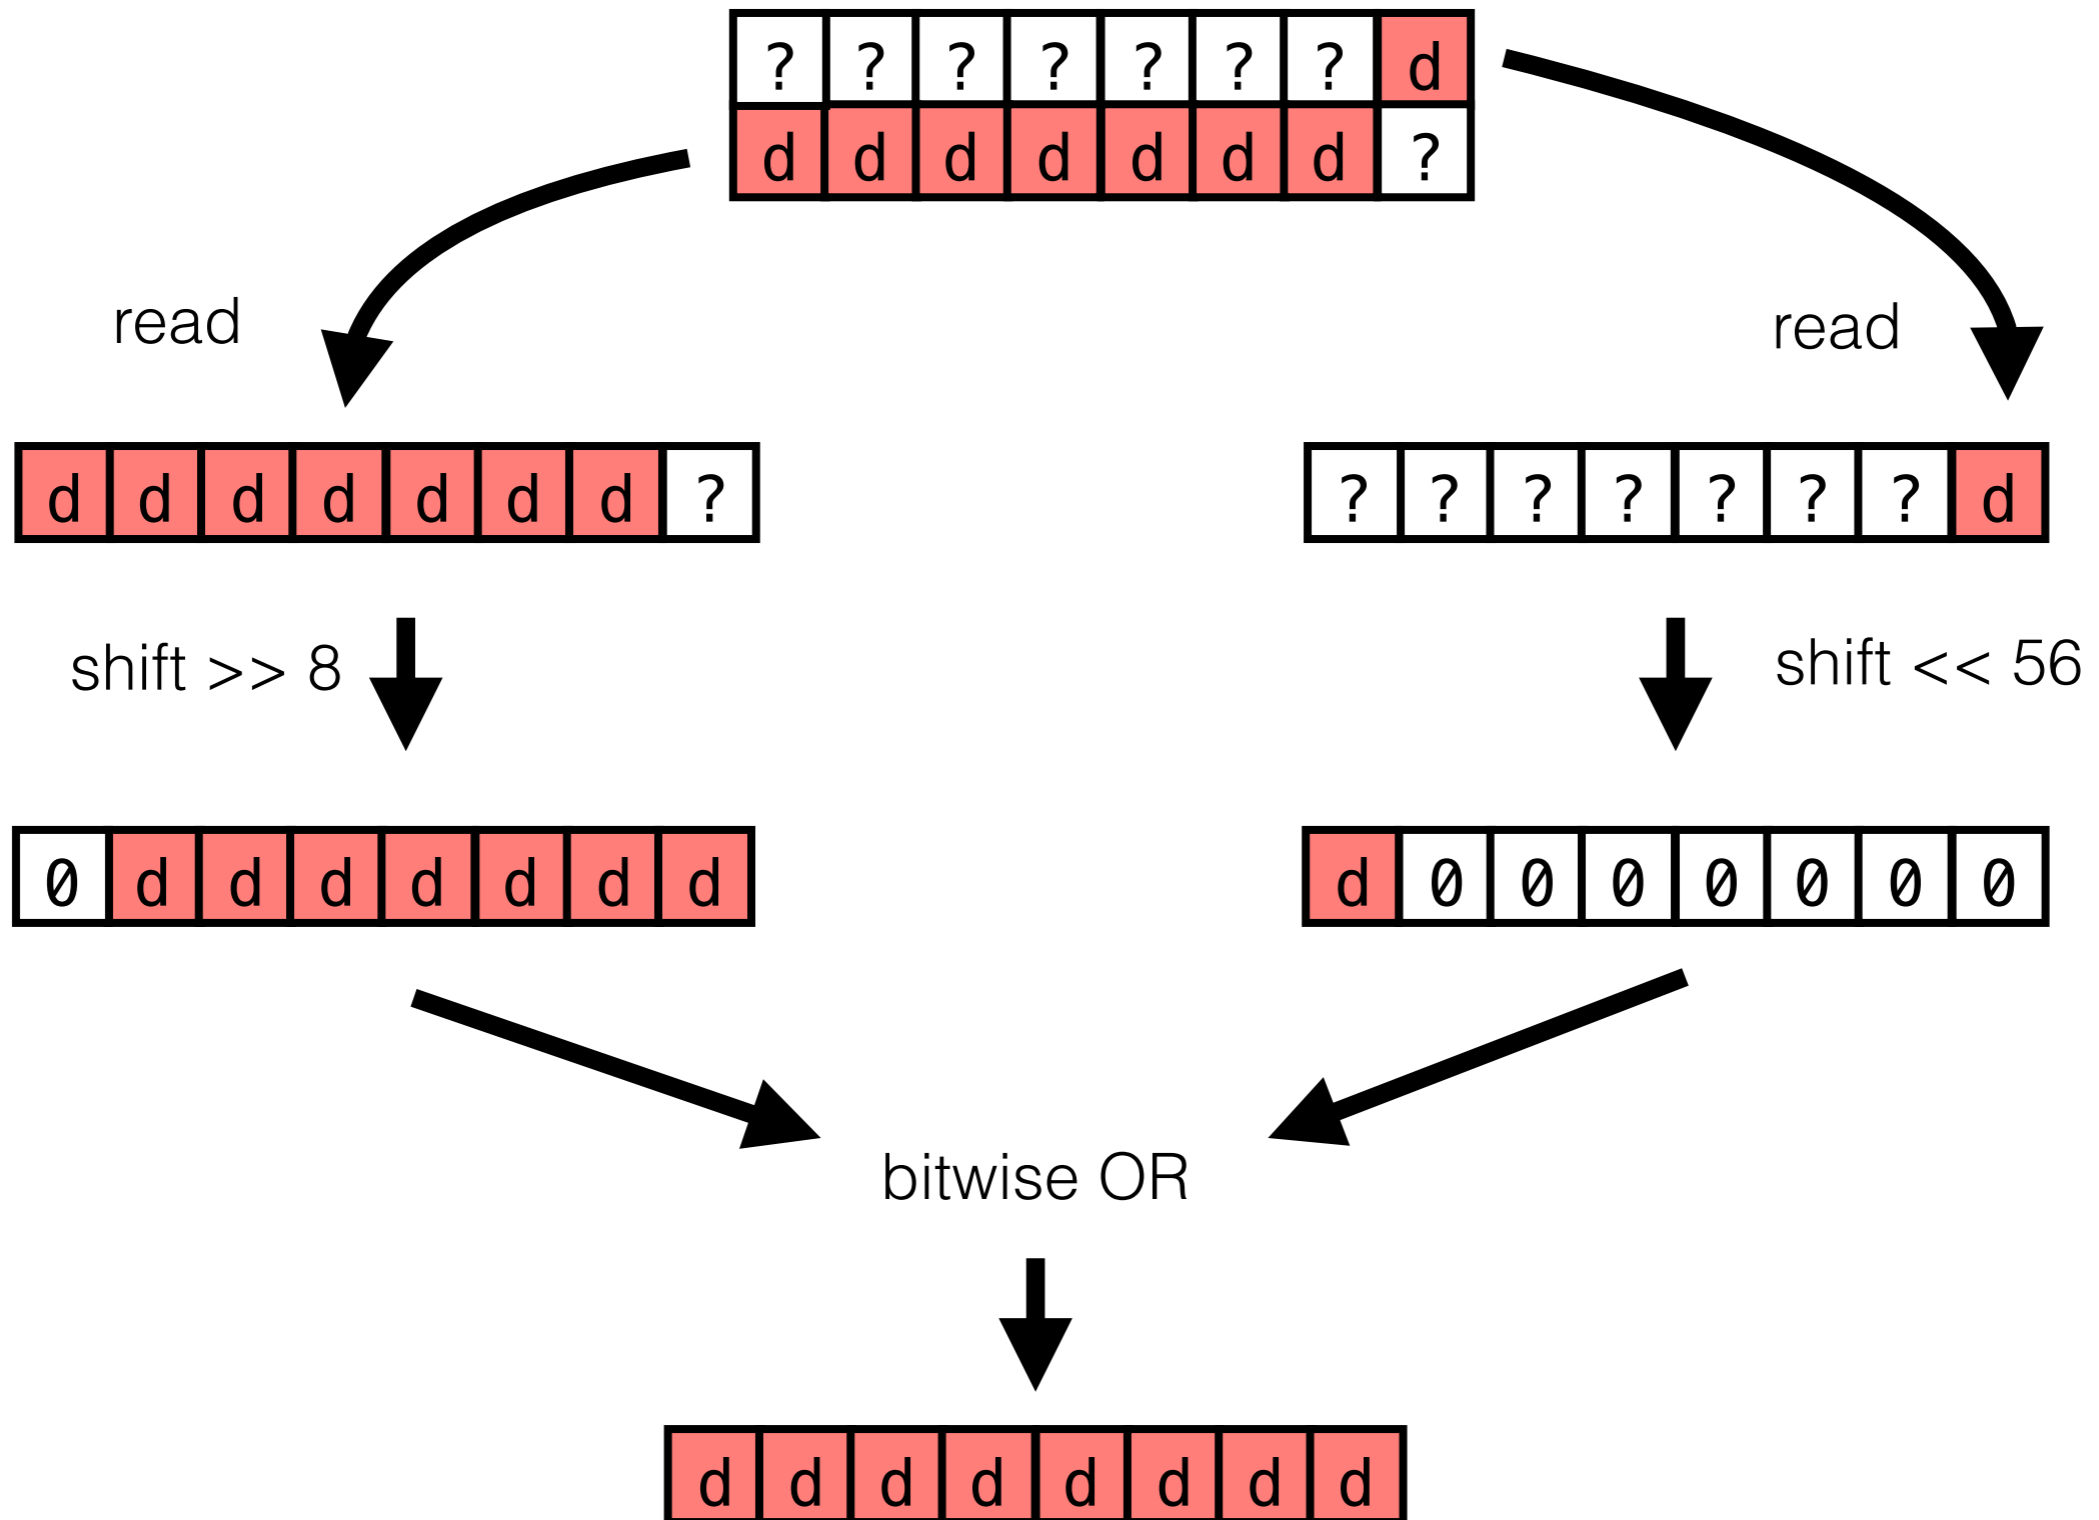 ? ? ? ? ? ? ? d
d d d d d d d ?
read
read
d d d d d d d ?
? ? ? ? ? ? ? d
shift >> 8
shift << 56
0 d d d d d d d
d 0 0 0 0 0 0 0
bitwise OR
d d d d d d d d